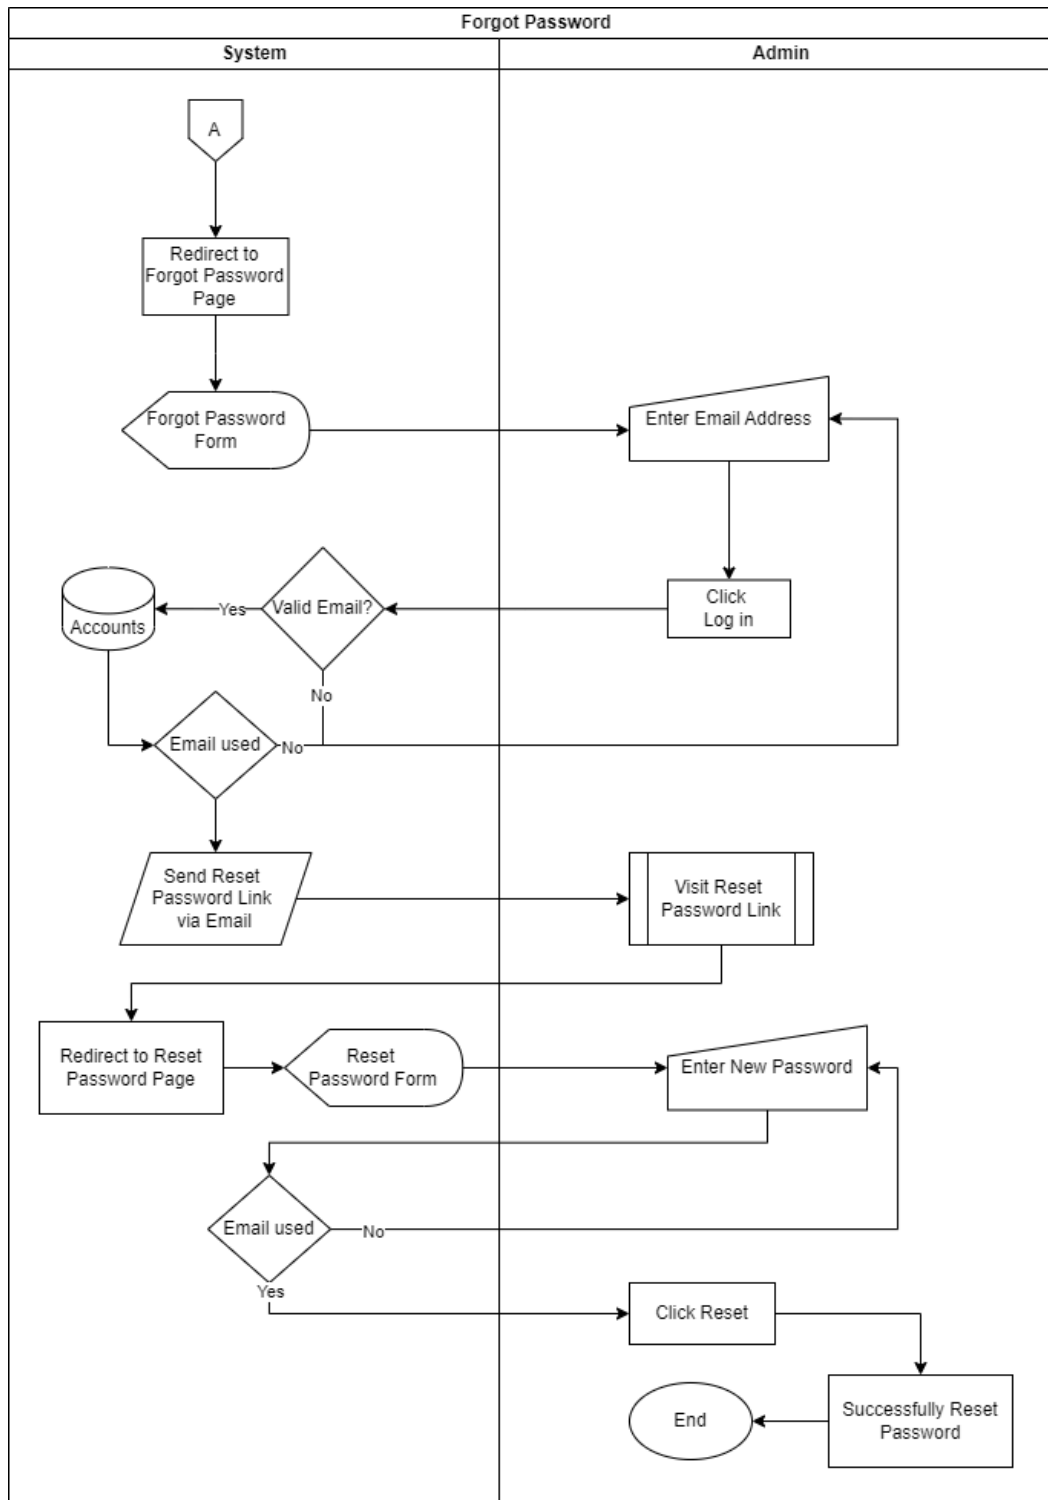 Forgot Password
System
Admin
A
Redirect to
Forgot Password
Page
Forgot Password
Form
Enter Email Address
Click
Log in
Valid Email?
Yes
Accounts
No
Email used
No
Send Reset
Password Link
via Email
Visit Reset
Password Link
Redirect to Reset
Password Page
Reset
Password Form
Enter New Password
Email used
No
Yes
Click Reset
Successfully Reset
Password
End